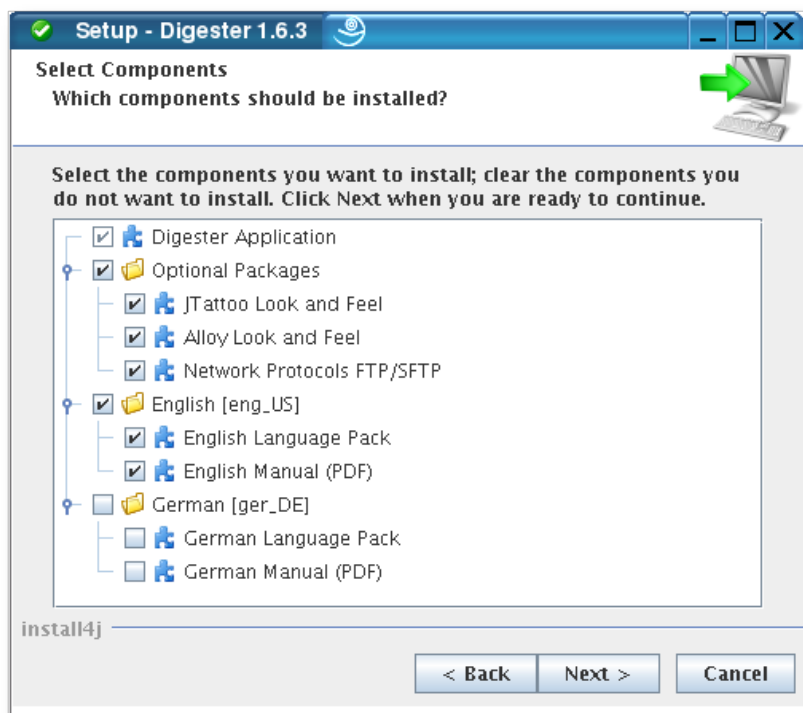 Setup - Digester 1.6.3
Select Components
Which components should be installed?
Select the components you want to install; clear the components you
do not want to install. Click Next when you are ready to continue.
Digester Application
Optional Packages
JTattoo Look and Feel
Alloy Look and Feel
Network Protocols FTP/SFTP
English [eng_US]
English Language Pack
English Manual (PDF)
German [ger_DE]
German Language Pack
German Manual (PDF)
install4j
< Back Next > Cancel